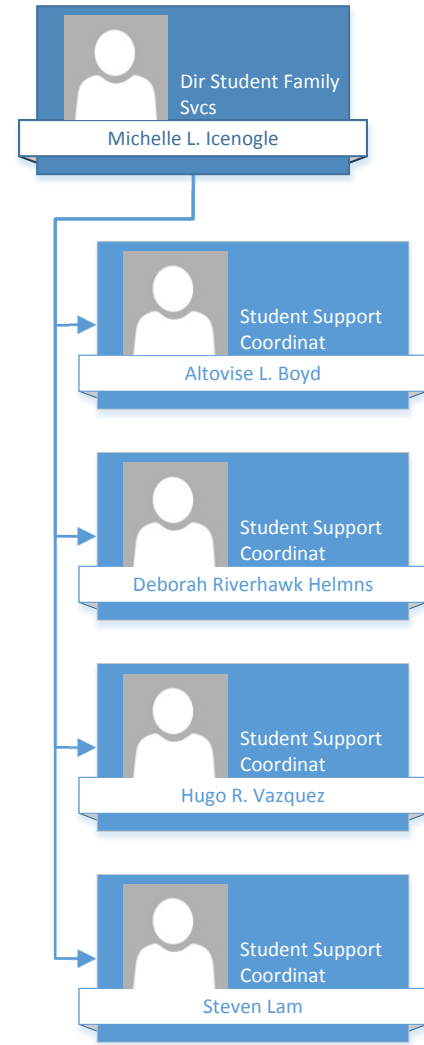 Dir Student Family
Svcs
Michelle L. Icenogle
Student Support
Coordinat
Altovise L. Boyd
Student Support
Coordinat
Deborah Riverhawk Helmns
Student Support
Coordinat
Hugo R. Vazquez
Student Support
Coordinat
Steven Lam